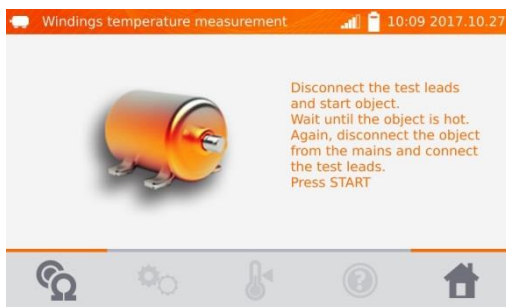 Windings temperature measurement 10:09 2017.10.27
Disconnect the test leads
and start object.
Wait until the object is hot.
Again, disconnect the object
from the mains and connect
the test leads.
Press START
Ω
?